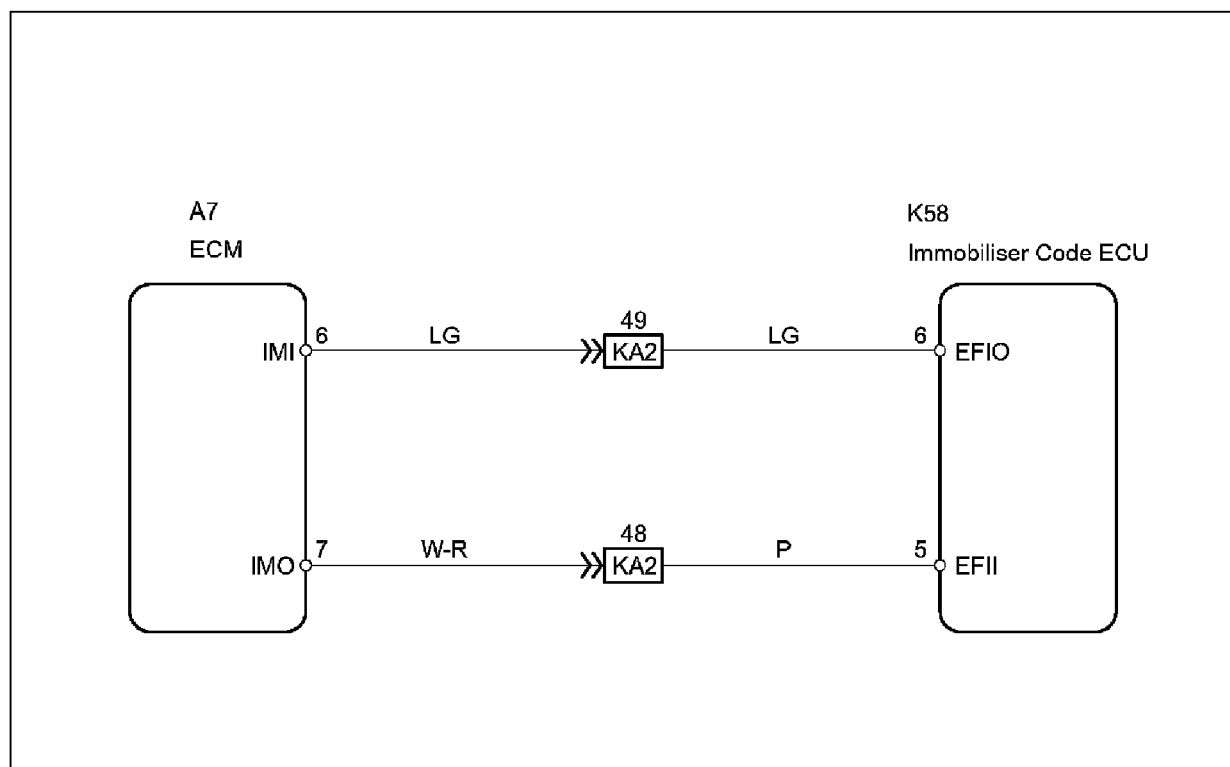 A7
ECM
K58
Immobiliser Code ECU
IMI 6 LG 49 KA2 LG 6 EFIO
IMO 7 W-R 48 KA2 P 5 EFII